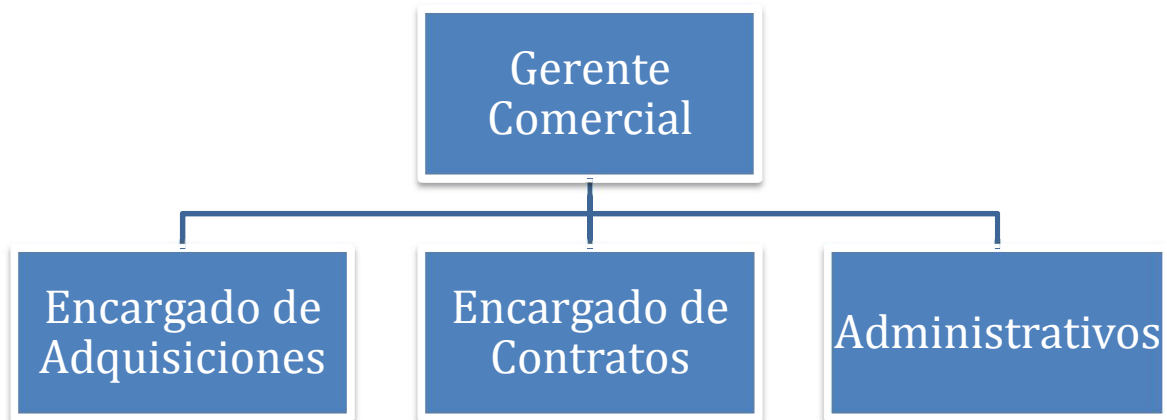 Gerente
Comercial
Encargado de
Adquisiciones
Encargado de
Contratos
Administrativos